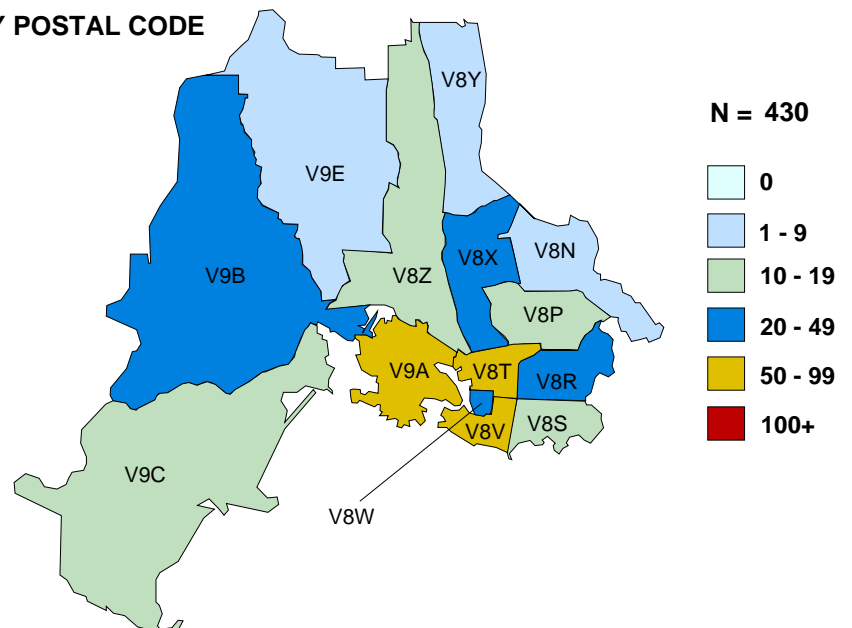 POSTAL CODE
V8Y
N = 430
V9E
0
1 - 9
V8N
V8X
V9B
V8Z
10 - 19
V8P
20 - 49
V9A
V8T
V8R
50 - 99
V8V
V8S
100+
V9C
V8W